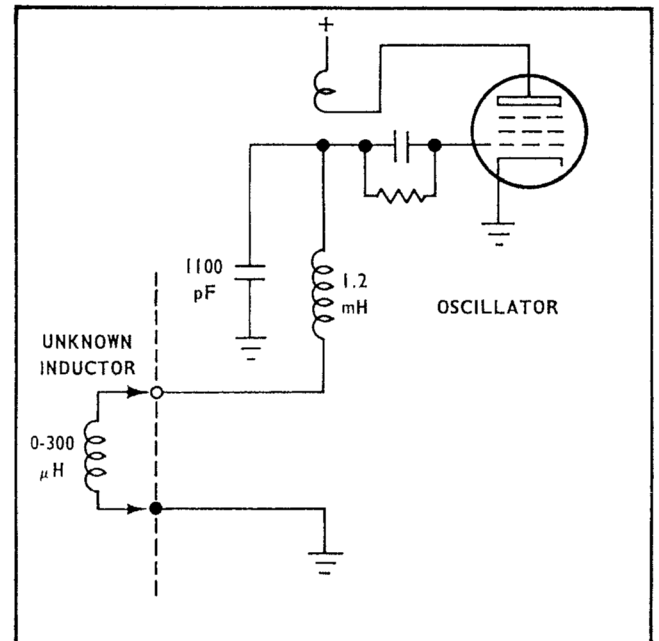 +
1100
pF
1.2
mH
OSCILLATOR
UNKNOWN
INDUCTOR
0-300
μH